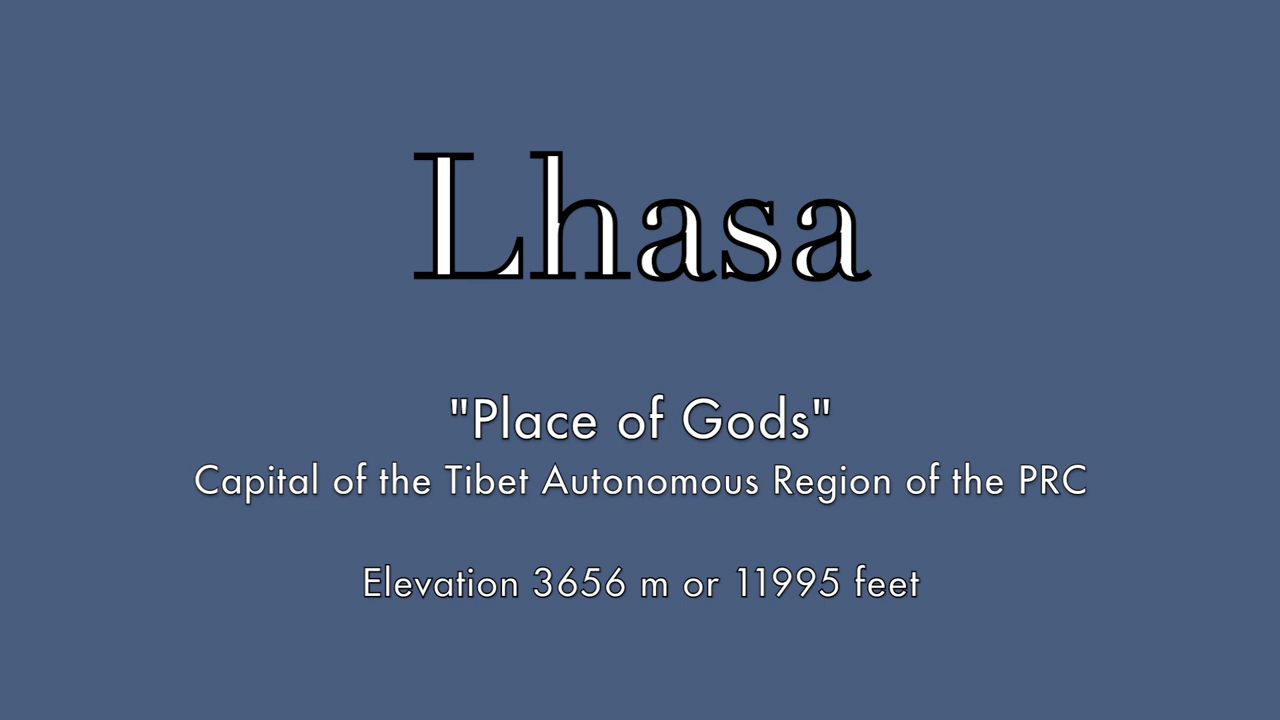 Lhasa
"Place of Gods"
Capital of the Tibet Autonomous Region of the PRC
Elevation 3656 m or 11995 feet